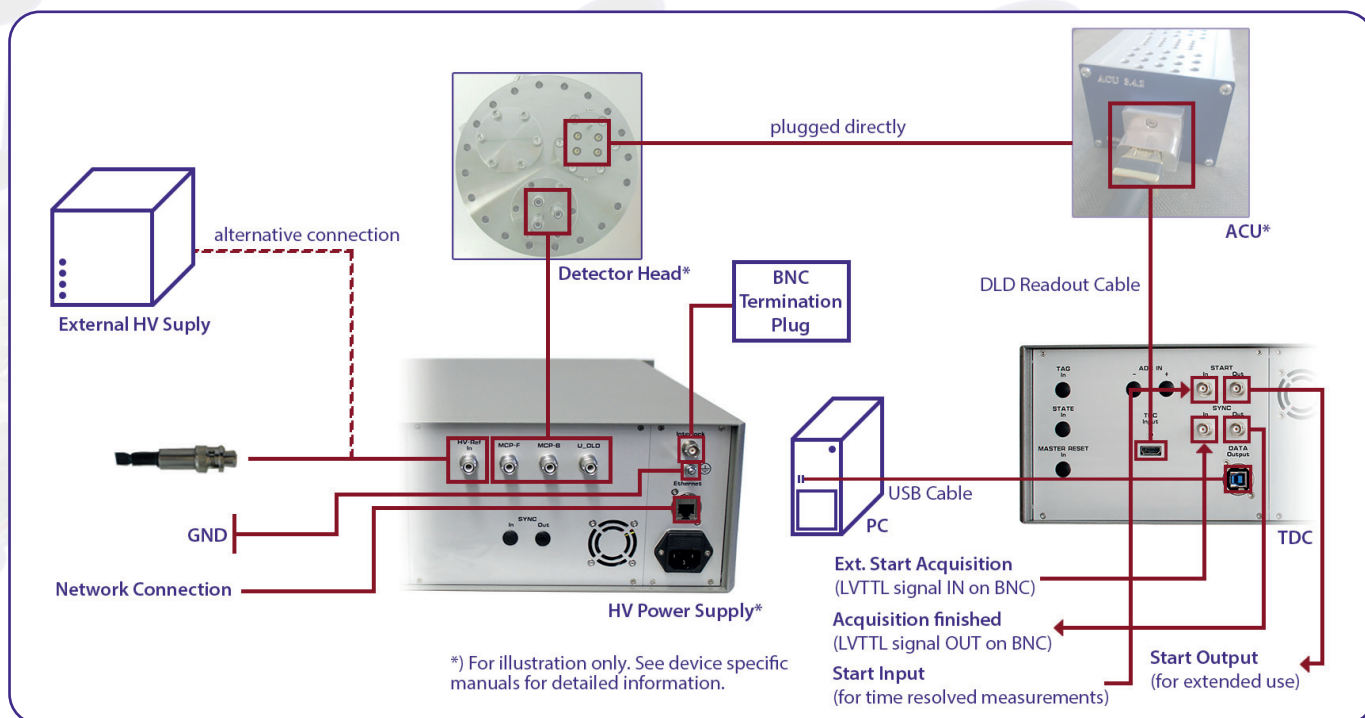 ACU 3.4.2
plugged directly
alternative connection
ACU*
Detector Head*
BNC
Termination
Plug
DLD Readout Cable
External HV Suply
TAG
In
ADC IN
-
+
START
In
Out
STATE
In
TDC
Input
SYNC
In
Out
MASTER RESET
In
DATA
Output
HV-Ref
In
MCP-F
MCP-B
U_DLD
Interlock
Ethernet
SYNC
In
Out
GND
USB Cable
PC
TDC
Network Connection
HV Power Supply*
Ext. Start Acquisition
(LVTTL signal IN on BNC)
Acquisition finished
(LVTTL signal OUT on BNC)
Start Input
(for time resolved measurements)
Start Output
(for extended use)
*) For illustration only. See device specific
manuals for detailed information.